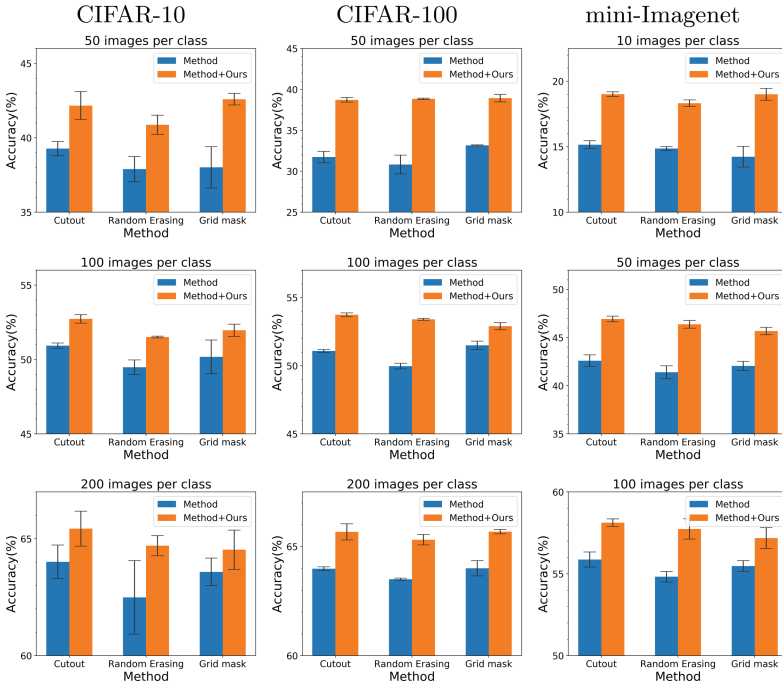 CIFAR-10
CIFAR-100
mini-Imagenet
50 images per class
Accuracy(%)
45
40
35
Method
Method+Ours
Cutout Random Erasing Grid mask
Method
50 images per class
Accuracy(%)
45
40
35
30
25
Method
Method+Ours
Cutout Random Erasing Grid mask
Method
10 images per class
Accuracy(%)
20
15
10
Method
Method+Ours
Cutout Random Erasing Grid mask
Method
100 images per class
Accuracy(%)
55
50
45
Method
Method+Ours
Cutout Random Erasing Grid mask
Method
100 images per class
Accuracy(%)
55
50
45
Method
Method+Ours
Cutout Random Erasing Grid mask
Method
50 images per class
Accuracy(%)
50
45
40
35
Method
Method+Ours
Cutout Random Erasing Grid mask
Method
200 images per class
Accuracy(%)
65
60
Method
Method+Ours
Cutout Random Erasing Grid mask
Method
200 images per class
Accuracy(%)
65
60
Method
Method+Ours
Cutout Random Erasing Grid mask
Method
100 images per class
Accuracy(%)
60
55
50
Method
Method+Ours
Cutout Random Erasing Grid mask
Method